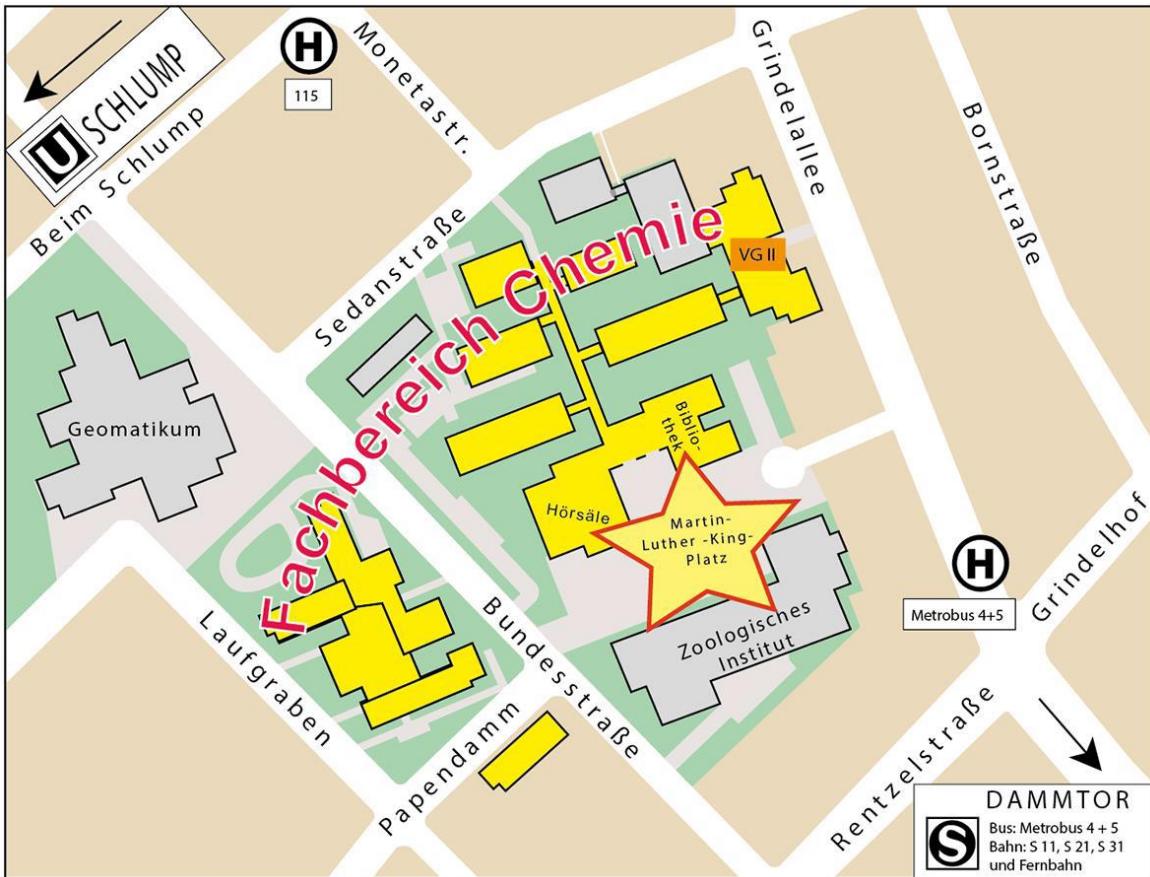 U SCHLUMP
H
115
Monetastr.
Beim Schlump
Grindelallee
Bornstraße
Sedanstraße
Fachbereich Chemie
VG II
Geomatikum
Biblio-
thek
Hörsäle
Martin-
Luther -King-
Platz
Zoologisches
Institut
H
Metrobus 4+5
Grindelhof
Laufgraben
Bundesstraße
Papendamm
Rentzelstraße
DAMMTOR
S
Bus: Metrobus 4 + 5
Bahn: S 11, S 21, S 31
und Fernbahn